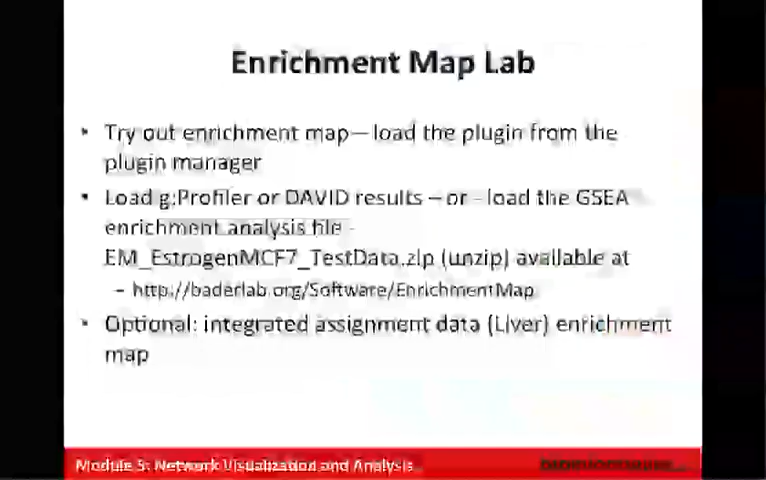 Enrichment Map Lab
• Try out enrichment map – load the plugin from the
plugin manager
• Load g:Profiler or DAVID results – or - load the GSEA
enrichment analysis file -
EM_EstrogenMCF7_TestData.zip (unzip) available at
– http://baderlab.org/Software/EnrichmentMap
• Optional: integrated assignment data (Liver) enrichment
map
Module 5: Network Visualization and Analysis